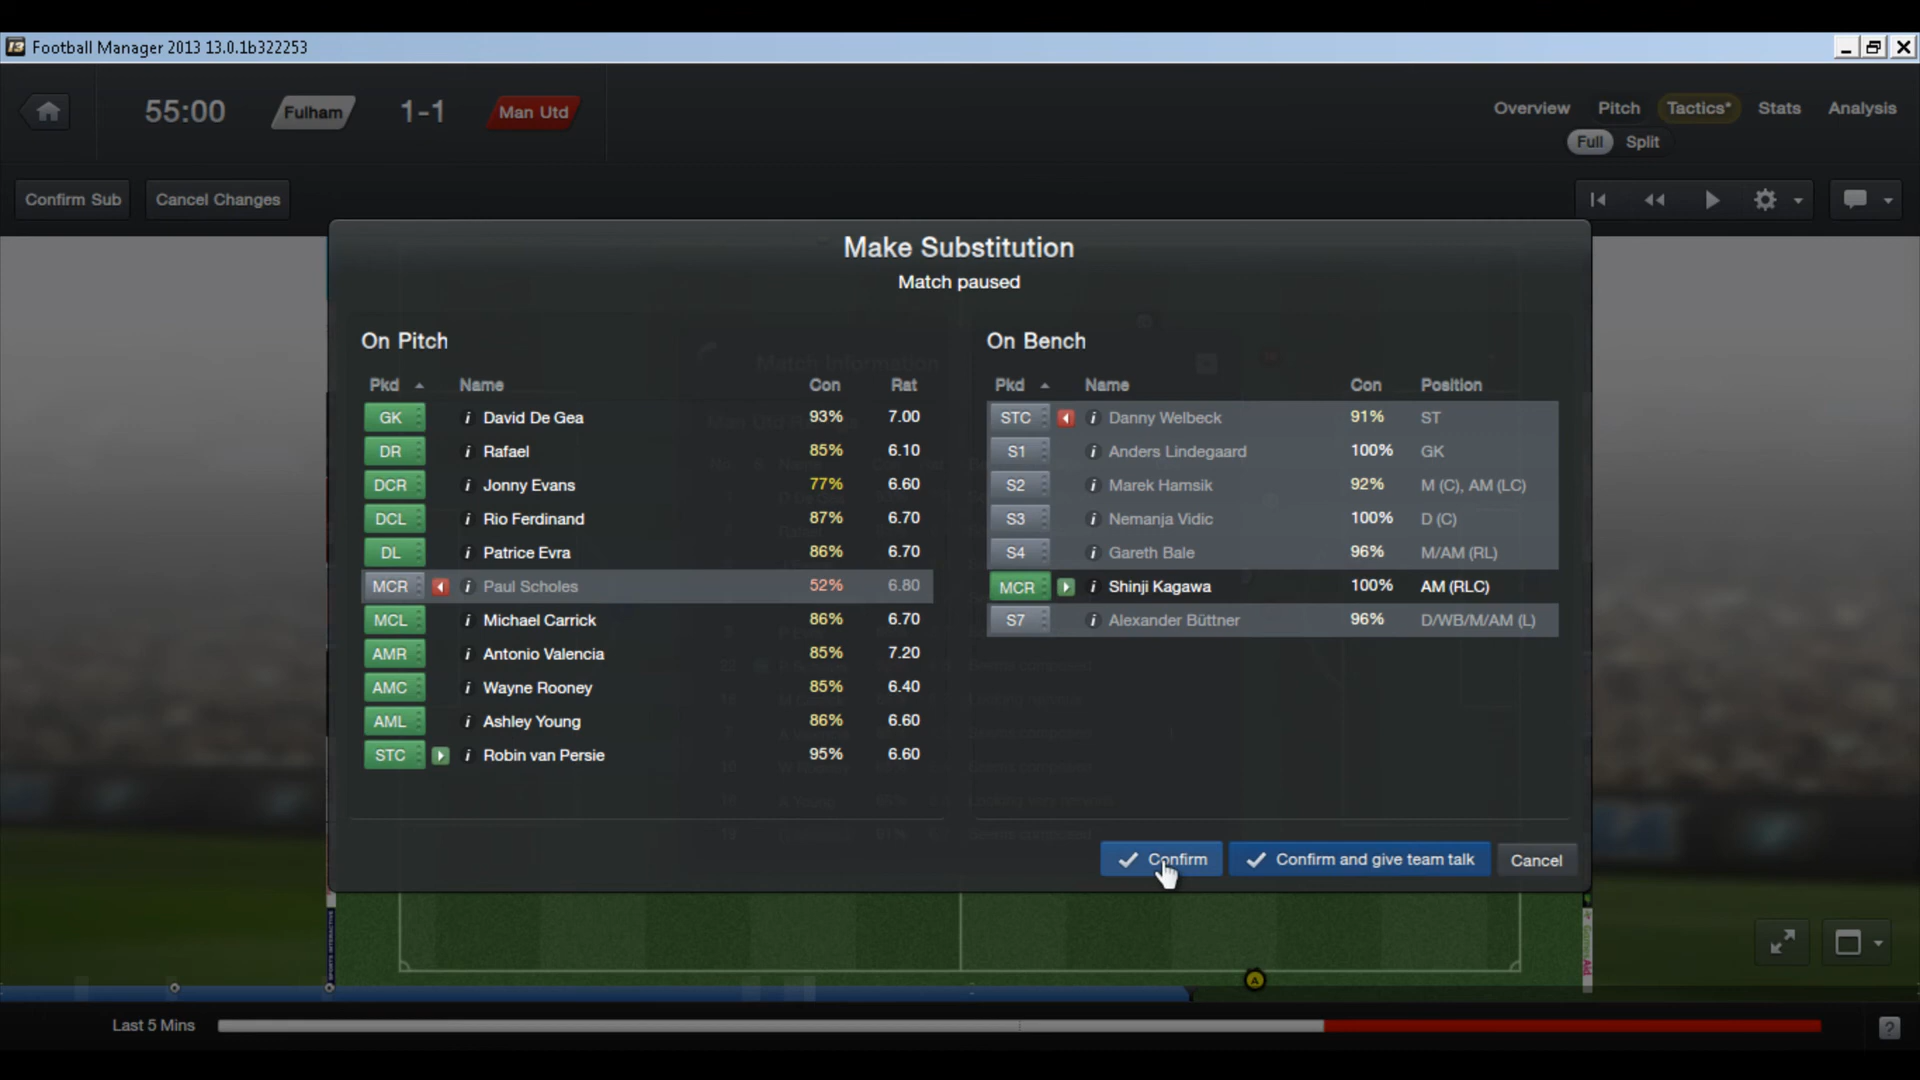 Football Manager 2013 13.0.1b322253
55:00 Fulham 1-1 Man Utd
Overview Pitch Tactics* Stats Analysis
Full Split
Confirm Sub Cancel Changes
Make Substitution
Match paused
On Pitch
Pkd Name Con Rat
GK i David De Gea 93% 7.00
DR i Rafael 85% 6.10
DCR i Jonny Evans 77% 6.60
DCL i Rio Ferdinand 87% 6.70
DL i Patrice Evra 86% 6.70
MCR i Paul Scholes 52% 6.80
MCL i Michael Carrick 86% 6.70
AMR i Antonio Valencia 85% 7.20
AMC i Wayne Rooney 85% 6.40
AML i Ashley Young 86% 6.60
STC i Robin van Persie 95% 6.60
On Bench
Pkd Name Con Position
STC i Danny Welbeck 91% ST
S1 i Anders Lindegaard 100% GK
S2 i Marek Hamsik 92% M (C), AM (LC)
S3 i Nemanja Vidic 100% D (C)
S4 i Gareth Bale 96% M/AM (RL)
MCR i Shinji Kagawa 100% AM (RLC)
S7 i Alexander Büttner 96% D/WB/M/AM (L)
Match Information
Confirm Confirm and give team talk Cancel
A
Last 5 Mins ?